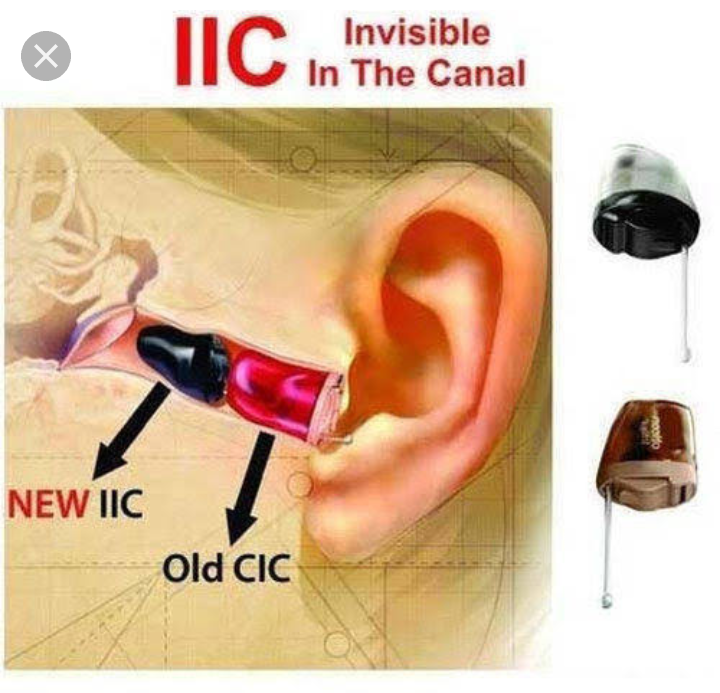 IIC
Invisible
In The Canal
NEW IIC
Old CIC